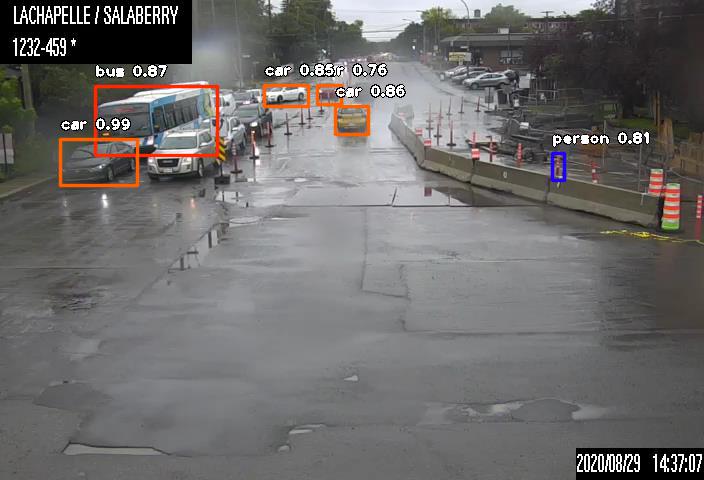 LACHAPELLE / SALABERRY
1232-459 *
bus 0.87
car 0.85
r 0.76
car 0.86
car 0.99
person 0.81
2020/08/29 14:37:07